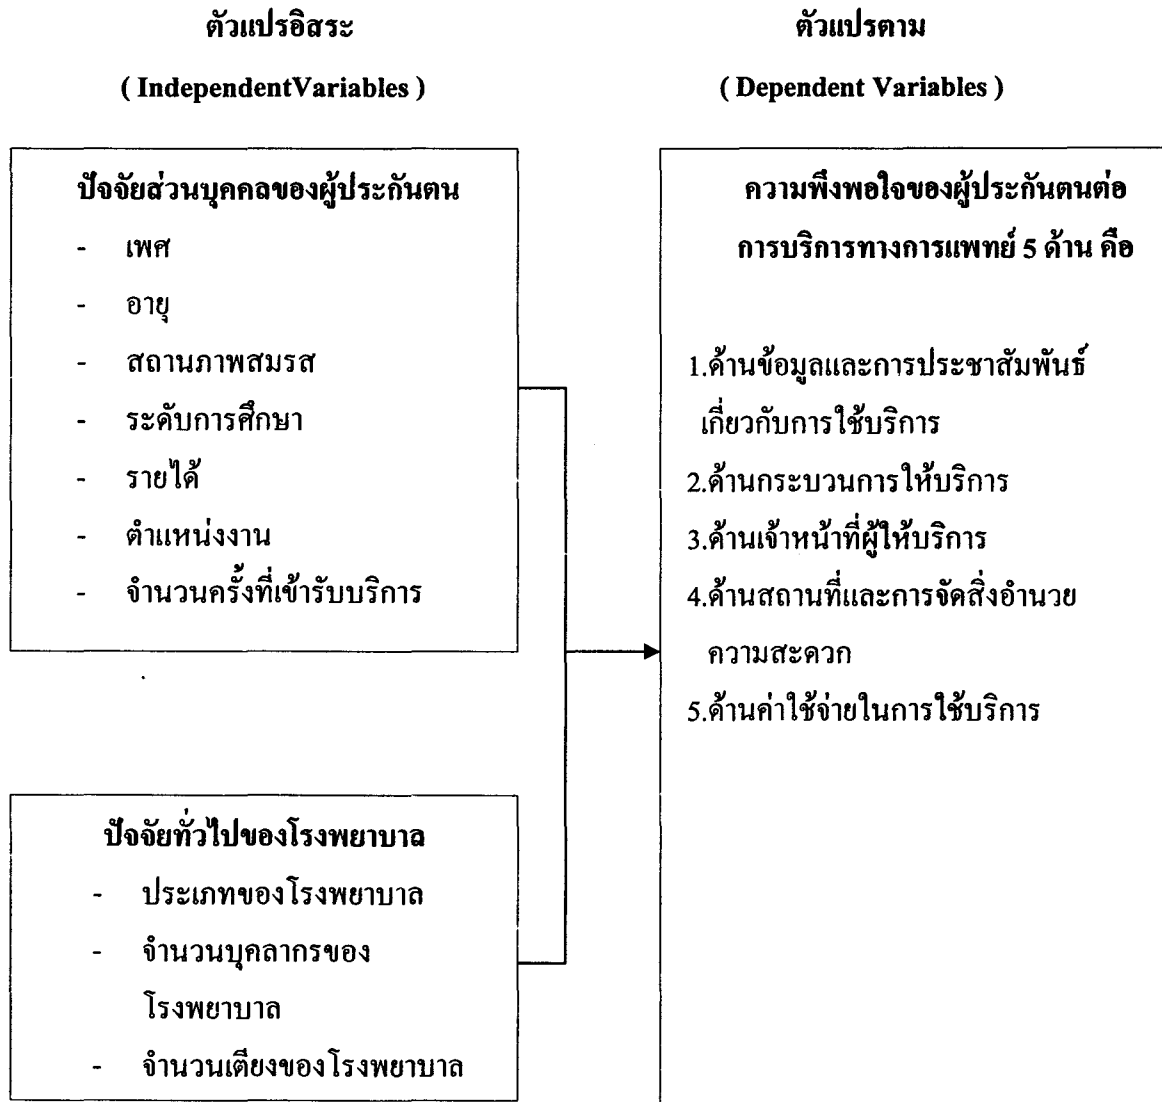 ตัวแปรอิสระ
( IndependentVariables )
ปัจจัยส่วนบุคคลของผู้ประกันตน
- เพศ
- อายุ
- สถานภาพสมรส
- ระดับการศึกษา
- รายได้
- ตำแหน่งงาน
- จำนวนครั้งที่เข้ารับบริการ
ปัจจัยทั่วไปของโรงพยาบาล
- ประเภทของโรงพยาบาล
- จำนวนบุคลากรของ
โรงพยาบาล
- จำนวนเตียงของโรงพยาบาล
ตัวแปรตาม
( Dependent Variables )
ความพึงพอใจของผู้ประกันตนต่อ
การบริการทางการแพทย์ 5 ด้าน คือ
1.ด้านข้อมูลและการประชาสัมพันธ์
เกี่ยวกับการใช้บริการ
2.ด้านกระบวนการให้บริการ
3.ด้านเจ้าหน้าที่ผู้ให้บริการ
4.ด้านสถานที่และการจัดสิ่งอำนวย
ความสะดวก
5.ด้านค่าใช้จ่ายในการใช้บริการ